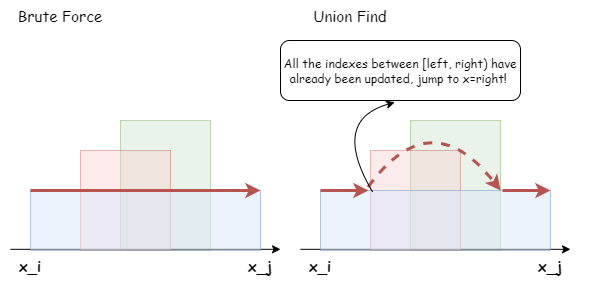 Brute Force
Union Find
All the indexes between [left, right) have
already been updated, jump to x=right!
x_i
x_j
x_i
x_j